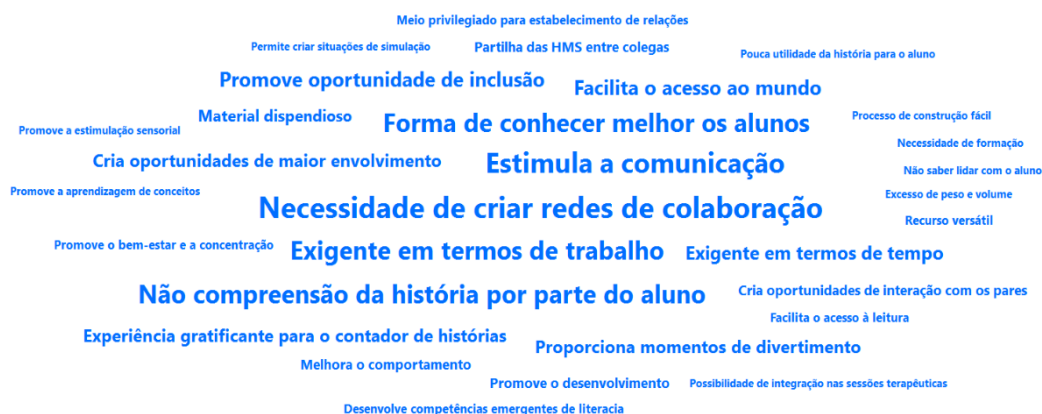 Meio privilegiado para estabelecimento de relações
Permite criar situações de simulação
Partilha das HMS entre colegas
Pouca utilidade da história para o aluno
Promove oportunidade de inclusão
Facilita o acesso ao mundo
Material dispendioso
Forma de conhecer melhor os alunos
Processo de construção fácil
Promove a estimulação sensorial
Necessidade de formação
Cria oportunidades de maior envolvimento
Estimula a comunicação
Não saber lidar com o aluno
Promove a aprendizagem de conceitos
Necessidade de criar redes de colaboração
Excesso de peso e volume
Recurso versátil
Promove o bem-estar e a concentração
Exigente em termos de trabalho
Exigente em termos de tempo
Não compreensão da história por parte do aluno
Cria oportunidades de interação com os pares
Facilita o acesso à leitura
Experiência gratificante para o contador de histórias
Proporciona momentos de divertimento
Melhora o comportamento
Promove o desenvolvimento
Possibilidade de integração nas sessões terapêuticas
Desenvolve competências emergentes de literacia